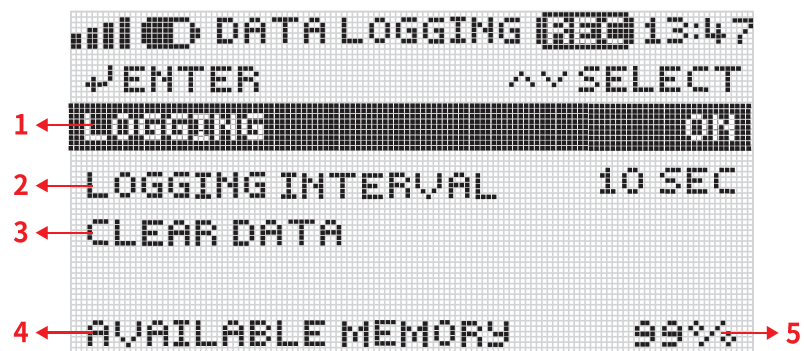 DATA LOGGING REC 13:47
ENTER SELECT
1 LOGGING ON
2 LOGGING INTERVAL 10 SEC
3 CLEAR DATA
4 AVAILABLE MEMORY 99% 5